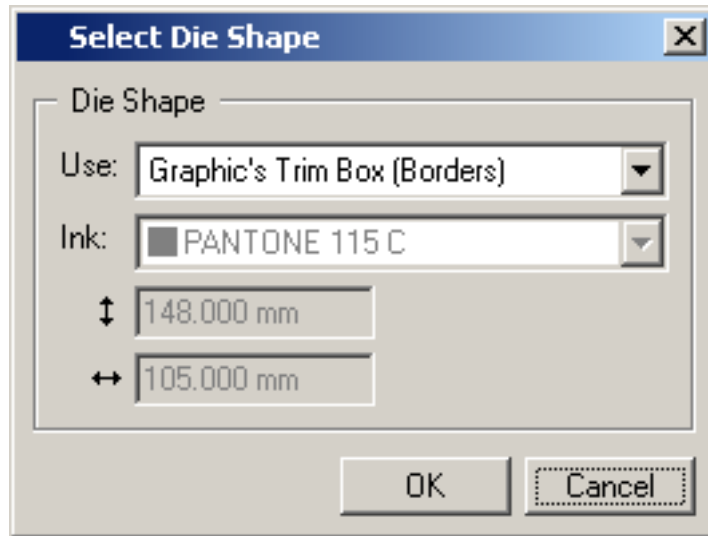 Select Die Shape
Die Shape
Use: Graphic's Trim Box (Borders)
Ink: PANTONE 115 C
148.000 mm
105.000 mm
OK Cancel